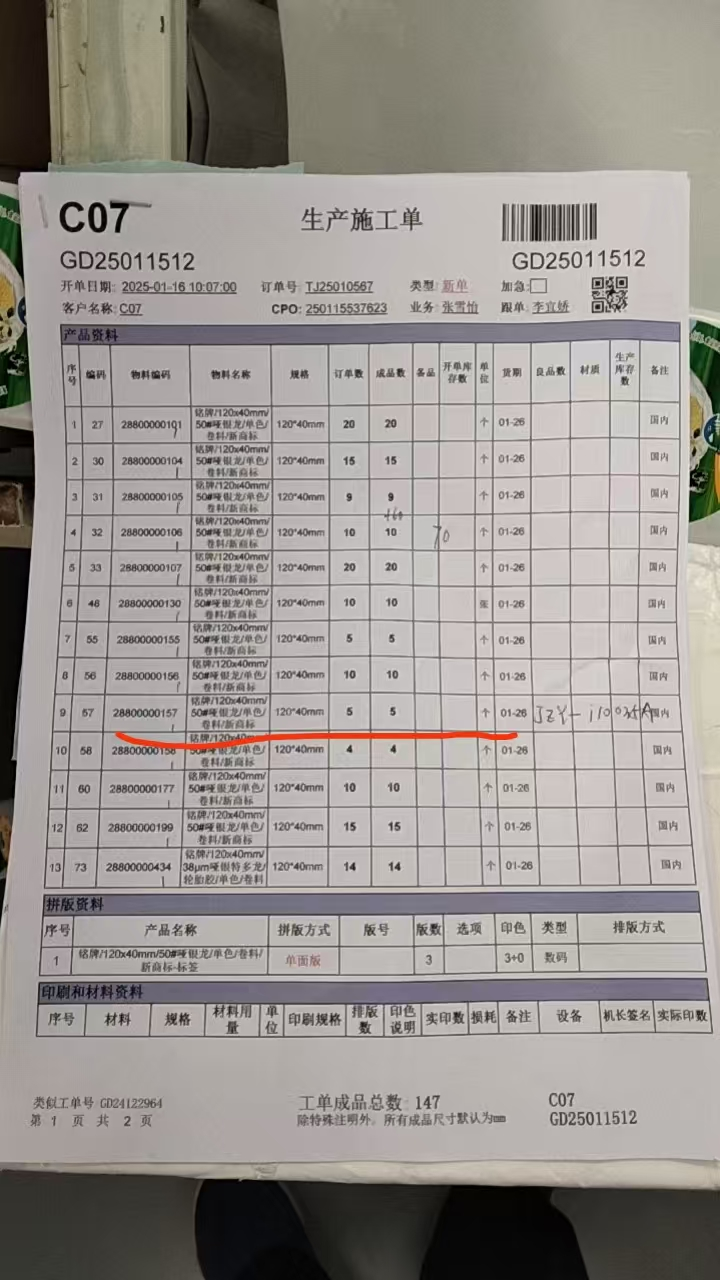 C07
生产施工单
GD25011512
GD25011512
开单日期: 2025-01-16 10:07:00 订单号: TJ25010567 类型: 新单 加急:
客户名称: C07 CPO: 250115537623 业务: 张雪怡 跟单: 李宜娇
产品资料
序号 编码 物料编码 物料名称 规格 订单数 成品数 备品 开单库存数 单位 货期 良品数 材质 生产库存数 备注
1 27 28800000101 铭牌/120x40mm/50#哑银龙/单色/卷料/新商标 120*40mm 20 20 个 01-26 国内
2 30 28800000104 铭牌/120x40mm/50#哑银龙/单色/卷料/新商标 120*40mm 15 15 个 01-26 国内
3 31 28800000105 铭牌/120x40mm/50#哑银龙/单色/卷料/新商标 120*40mm 9 9 个 01-26 国内
4 32 28800000106 铭牌/120x40mm/50#哑银龙/单色/卷料/新商标 120*40mm 10 +60 10 70 个 01-26 国内
5 33 28800000107 铭牌/120x40mm/50#哑银龙/单色/卷料/新商标 120*40mm 20 20 个 01-26 国内
6 46 28800000130 铭牌/120x40mm/50#哑银龙/单色/卷料/新商标 120*40mm 10 10 张 01-26 国内
7 55 28800000155 铭牌/120x40mm/50#哑银龙/单色/卷料/新商标 120*40mm 5 5 个 01-26 国内
8 56 28800000156 铭牌/120x40mm/50#哑银龙/单色/卷料/新商标 120*40mm 10 10 个 01-26 国内
9 57 28800000157 铭牌/120x40mm/50#哑银龙/单色/卷料/新商标 120*40mm 5 5 个 01-26 国内
10 58 28800000158 铭牌/120x40mm/50#哑银龙/单色/卷料/新商标 120*40mm 4 4 个 01-26 国内
11 60 28800000177 铭牌/120x40mm/50#哑银龙/单色/卷料/新商标 120*40mm 10 10 个 01-26 国内
12 62 28800000199 铭牌/120x40mm/50#哑银龙/单色/卷料/新商标 120*40mm 15 15 个 01-26 国内
13 73 28800000434 铭牌/120x40mm/38μm哑银特多龙/轮胎胶/单色/卷料 120*40mm 14 14 个 01-26 国内
拼版资料
序号 产品名称 拼版方式 版号 版数 选项 印色 类型 排版方式
1 铭牌/120x40mm/50#哑银龙/单色/卷料/新商标-标签 单面版 3 3+0 数码
印刷和材料资料
序号 材料 规格 材料用量 单位 印刷规格 排版数 印色说明 实印数 损耗 备注 设备 机长签名 实际印数
类似工单号 GD24122964 工单成品总数: 147 C07
第 1 页 共 2 页 除特殊注明外，所有成品尺寸默认为mm GD25011512